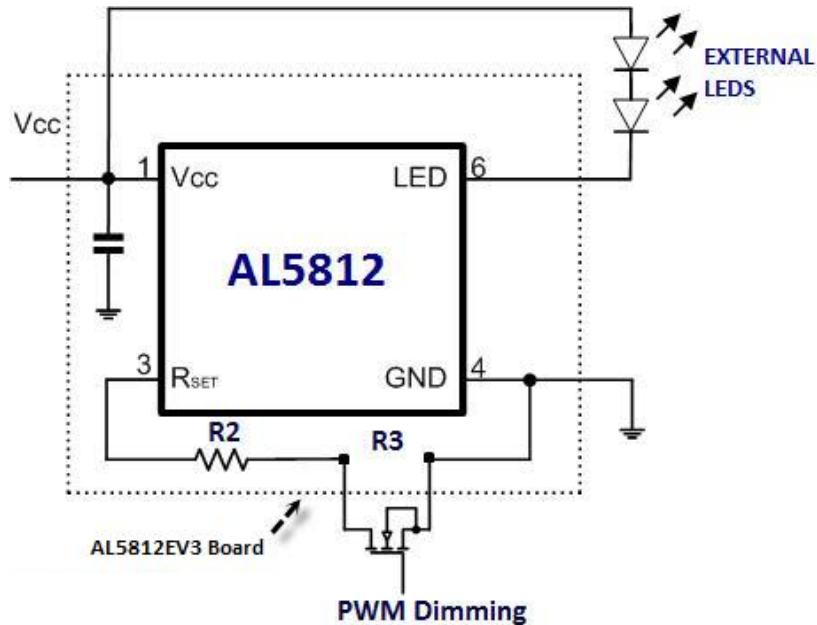 EXTERNAL
LEDS
Vcc
1
Vcc
LED
6
AL5812
3
RSET
GND
4
R2
R3
AL5812EV3 Board
PWM Dimming